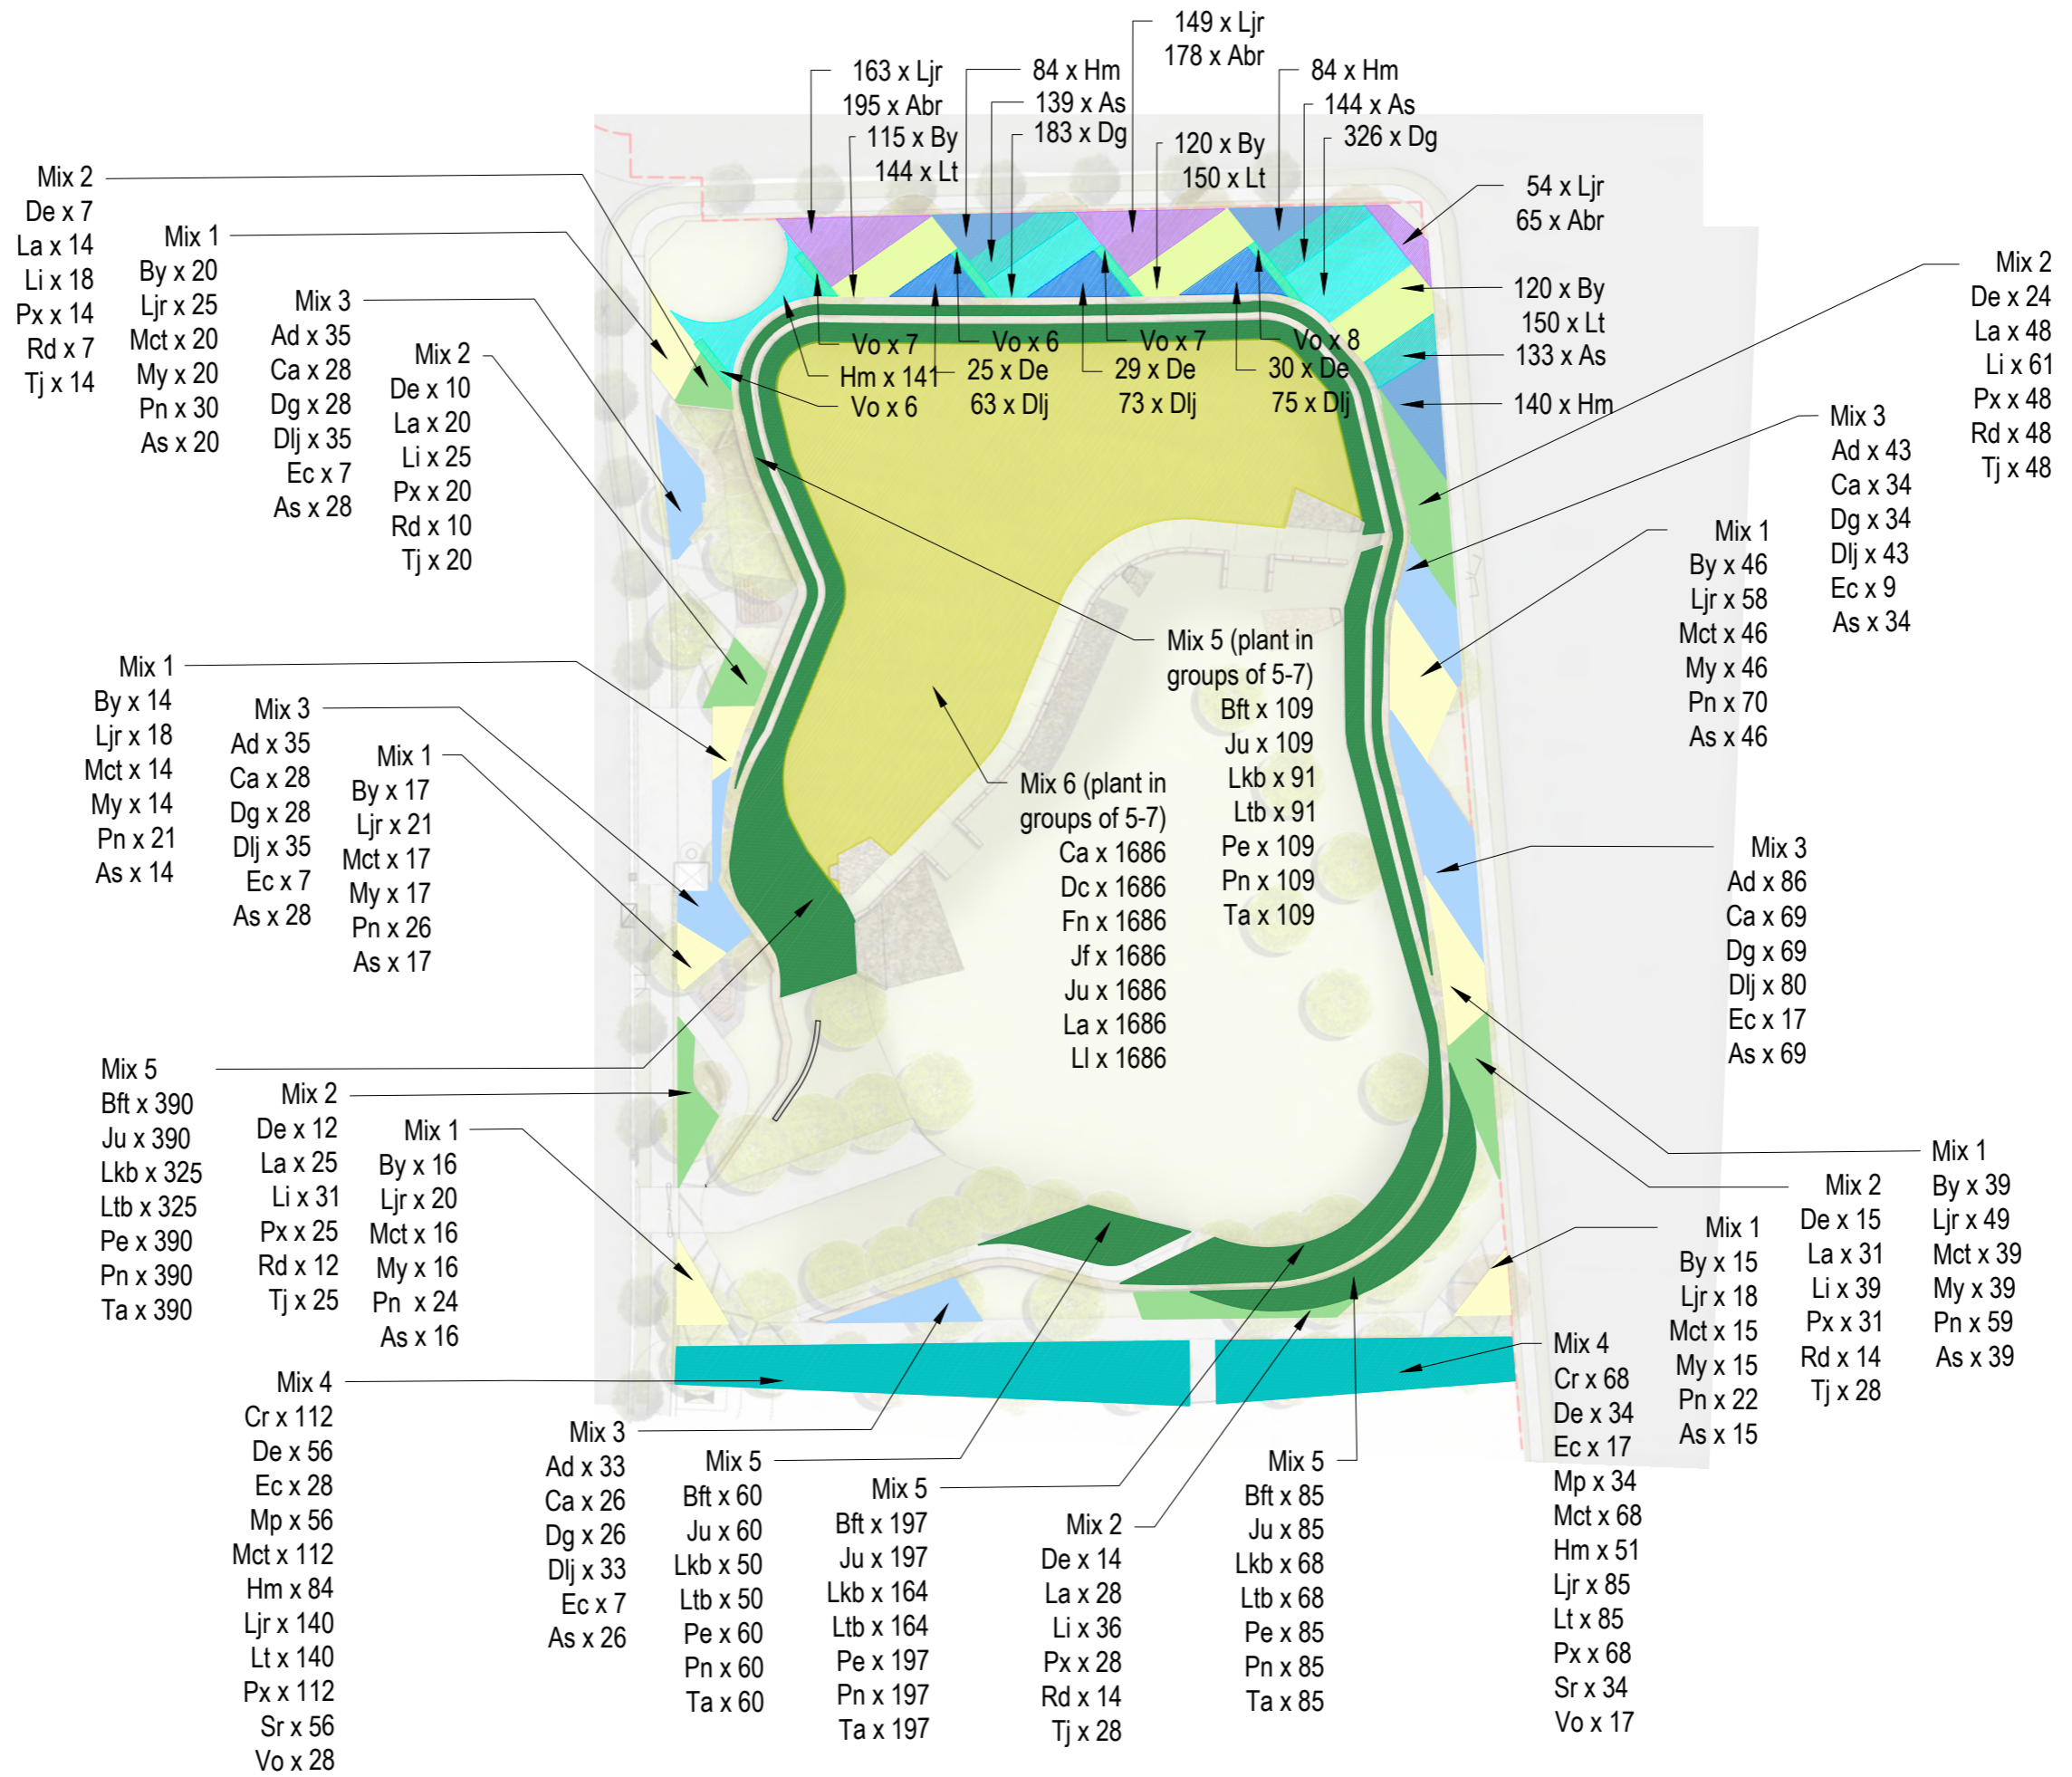 149 x Ljr
178 x Abr
163 x Ljr
195 x Abr
115 x By
144 x Lt
84 x Hm
139 x As
183 x Dg
120 x By
150 x Lt
84 x Hm
144 x As
326 x Dg
54 x Ljr
65 x Abr
120 x By
150 x Lt
133 x As
140 x Hm
Vo x 7
Hm x 141
Vo x 6
Vo x 6
25 x De
63 x Dlj
Vo x 7
29 x De
73 x Dlj
Vo x 8
30 x De
75 x Dlj
Mix 2
De x 7
La x 14
Li x 18
Px x 14
Rd x 7
Tj x 14
Mix 1
By x 20
Ljr x 25
Mct x 20
My x 20
Pn x 30
As x 20
Mix 3
Ad x 35
Ca x 28
Dg x 28
Dlj x 35
Ec x 7
As x 28
Mix 2
De x 10
La x 20
Li x 25
Px x 20
Rd x 10
Tj x 20
Mix 2
De x 24
La x 48
Li x 61
Px x 48
Rd x 48
Tj x 48
Mix 3
Ad x 43
Ca x 34
Dg x 34
Dlj x 43
Ec x 9
As x 34
Mix 1
By x 46
Ljr x 58
Mct x 46
My x 46
Pn x 70
As x 46
Mix 5 (plant in
groups of 5-7)
Bft x 109
Ju x 109
Lkb x 91
Ltb x 91
Pe x 109
Pn x 109
Ta x 109
Mix 6 (plant in
groups of 5-7)
Ca x 1686
Dc x 1686
Fn x 1686
Jf x 1686
Ju x 1686
La x 1686
Ll x 1686
Mix 1
By x 14
Ljr x 18
Mct x 14
My x 14
Pn x 21
As x 14
Mix 3
Ad x 35
Ca x 28
Dg x 28
Dlj x 35
Ec x 7
As x 28
Mix 1
By x 17
Ljr x 21
Mct x 17
My x 17
Pn x 26
As x 17
Mix 3
Ad x 86
Ca x 69
Dg x 69
Dlj x 80
Ec x 17
As x 69
Mix 5
Bft x 390
Ju x 390
Lkb x 325
Ltb x 325
Pe x 390
Pn x 390
Ta x 390
Mix 2
De x 12
La x 25
Li x 31
Px x 25
Rd x 12
Tj x 25
Mix 1
By x 16
Ljr x 20
Mct x 16
My x 16
Pn x 24
As x 16
Mix 1
By x 15
Ljr x 18
Mct x 15
My x 15
Pn x 22
As x 15
Mix 2
De x 15
La x 31
Li x 39
Px x 31
Rd x 14
Tj x 28
Mix 1
By x 39
Ljr x 49
Mct x 39
My x 39
Pn x 59
As x 39
Mix 4
Cr x 112
De x 56
Ec x 28
Mp x 56
Mct x 112
Hm x 84
Ljr x 140
Lt x 140
Px x 112
Sr x 56
Vo x 28
Mix 3
Ad x 33
Ca x 26
Dg x 26
Dlj x 33
Ec x 7
As x 26
Mix 5
Bft x 60
Ju x 60
Lkb x 50
Ltb x 50
Pe x 60
Pn x 60
Ta x 60
Mix 5
Bft x 197
Ju x 197
Lkb x 164
Ltb x 164
Pe x 197
Pn x 197
Ta x 197
Mix 2
De x 14
La x 28
Li x 36
Px x 28
Rd x 14
Tj x 28
Mix 5
Bft x 85
Ju x 85
Lkb x 68
Ltb x 68
Pe x 85
Pn x 85
Ta x 85
Mix 4
Cr x 68
De x 34
Ec x 17
Mp x 34
Mct x 68
Hm x 51
Ljr x 85
Lt x 85
Px x 68
Sr x 34
Vo x 17